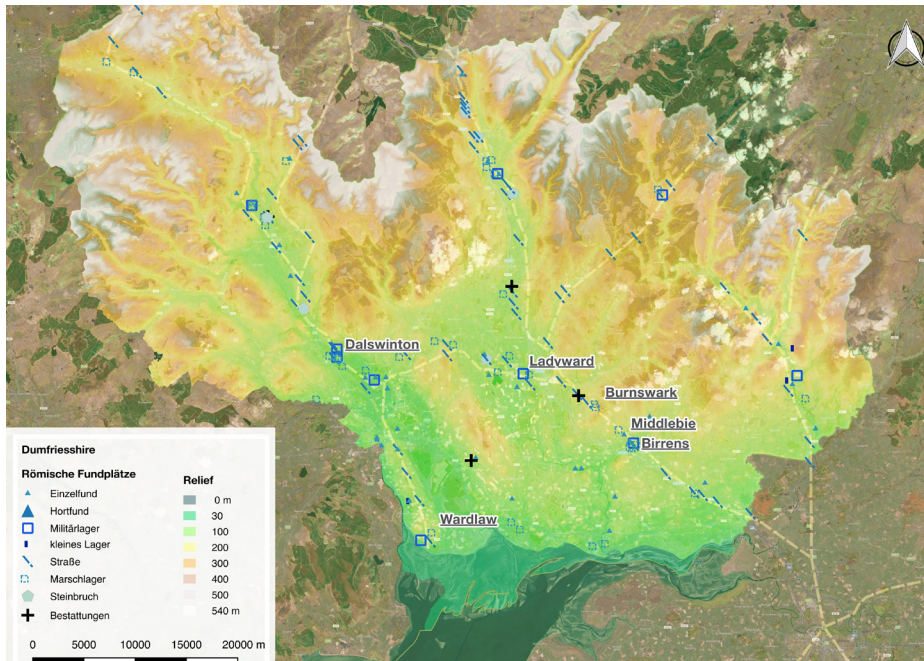 Dalswinton
Ladyward
Burnswark
Middlebie
Birrens
Wardlaw
Dumfriesshire
Römische Fundplätze
Einzelfund
Hortfund
Militärlager
kleines Lager
Straße
Marschlager
Steinbruch
Bestattungen
Relief
0 m
30
100
200
300
400
500
540 m
0 5000 10000 15000 20000 m